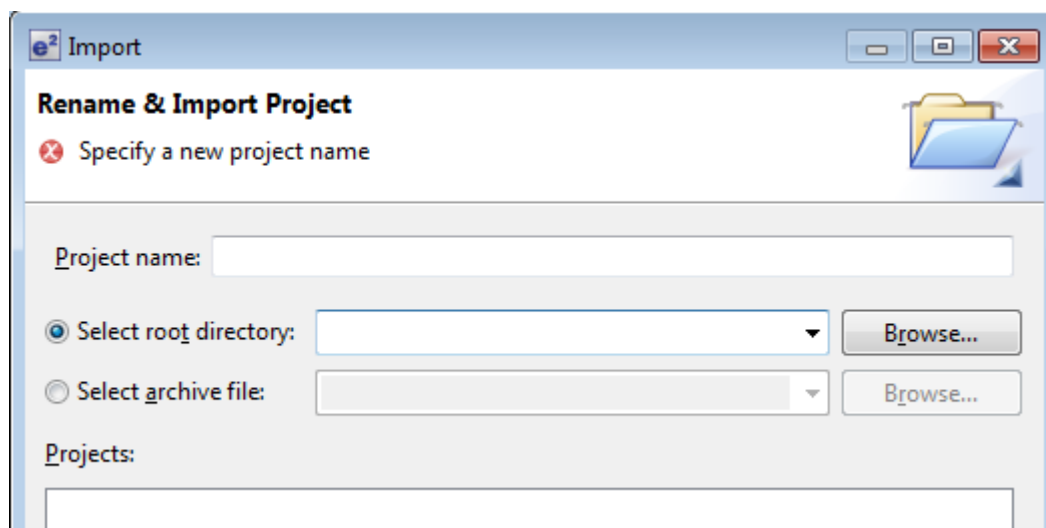 e² Import
Rename & Import Project
Specify a new project name
Project name:
Select root directory:
Browse...
Select archive file:
Browse...
Projects: